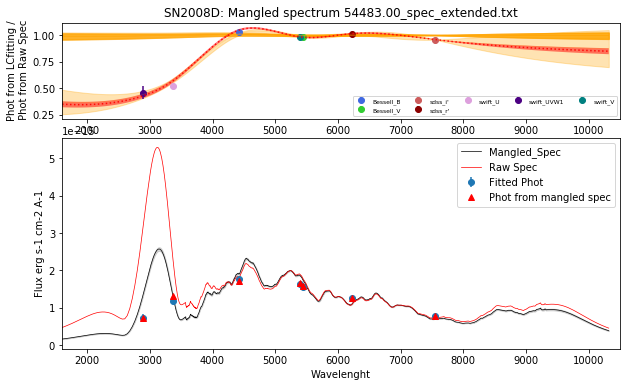 SN2008D: Mangled spectrum 54483.00_spec_extended.txt
Phot from LCfitting /
Phot from Raw Spec
1.00
0.75
0.50
0.25
Bessell_B
sdss_i'
swift_U
swift_UVW1
swift_V
Bessell_V
sdss_r'
2000 3000 4000 5000 6000 7000 8000 9000 10000
Flux erg s-1 cm-2 A-1
5
4
3
2
1
0
Mangled_Spec
Raw Spec
Fitted Phot
Phot from mangled spec
2000 3000 4000 5000 6000 7000 8000 9000 10000
Wavelenght